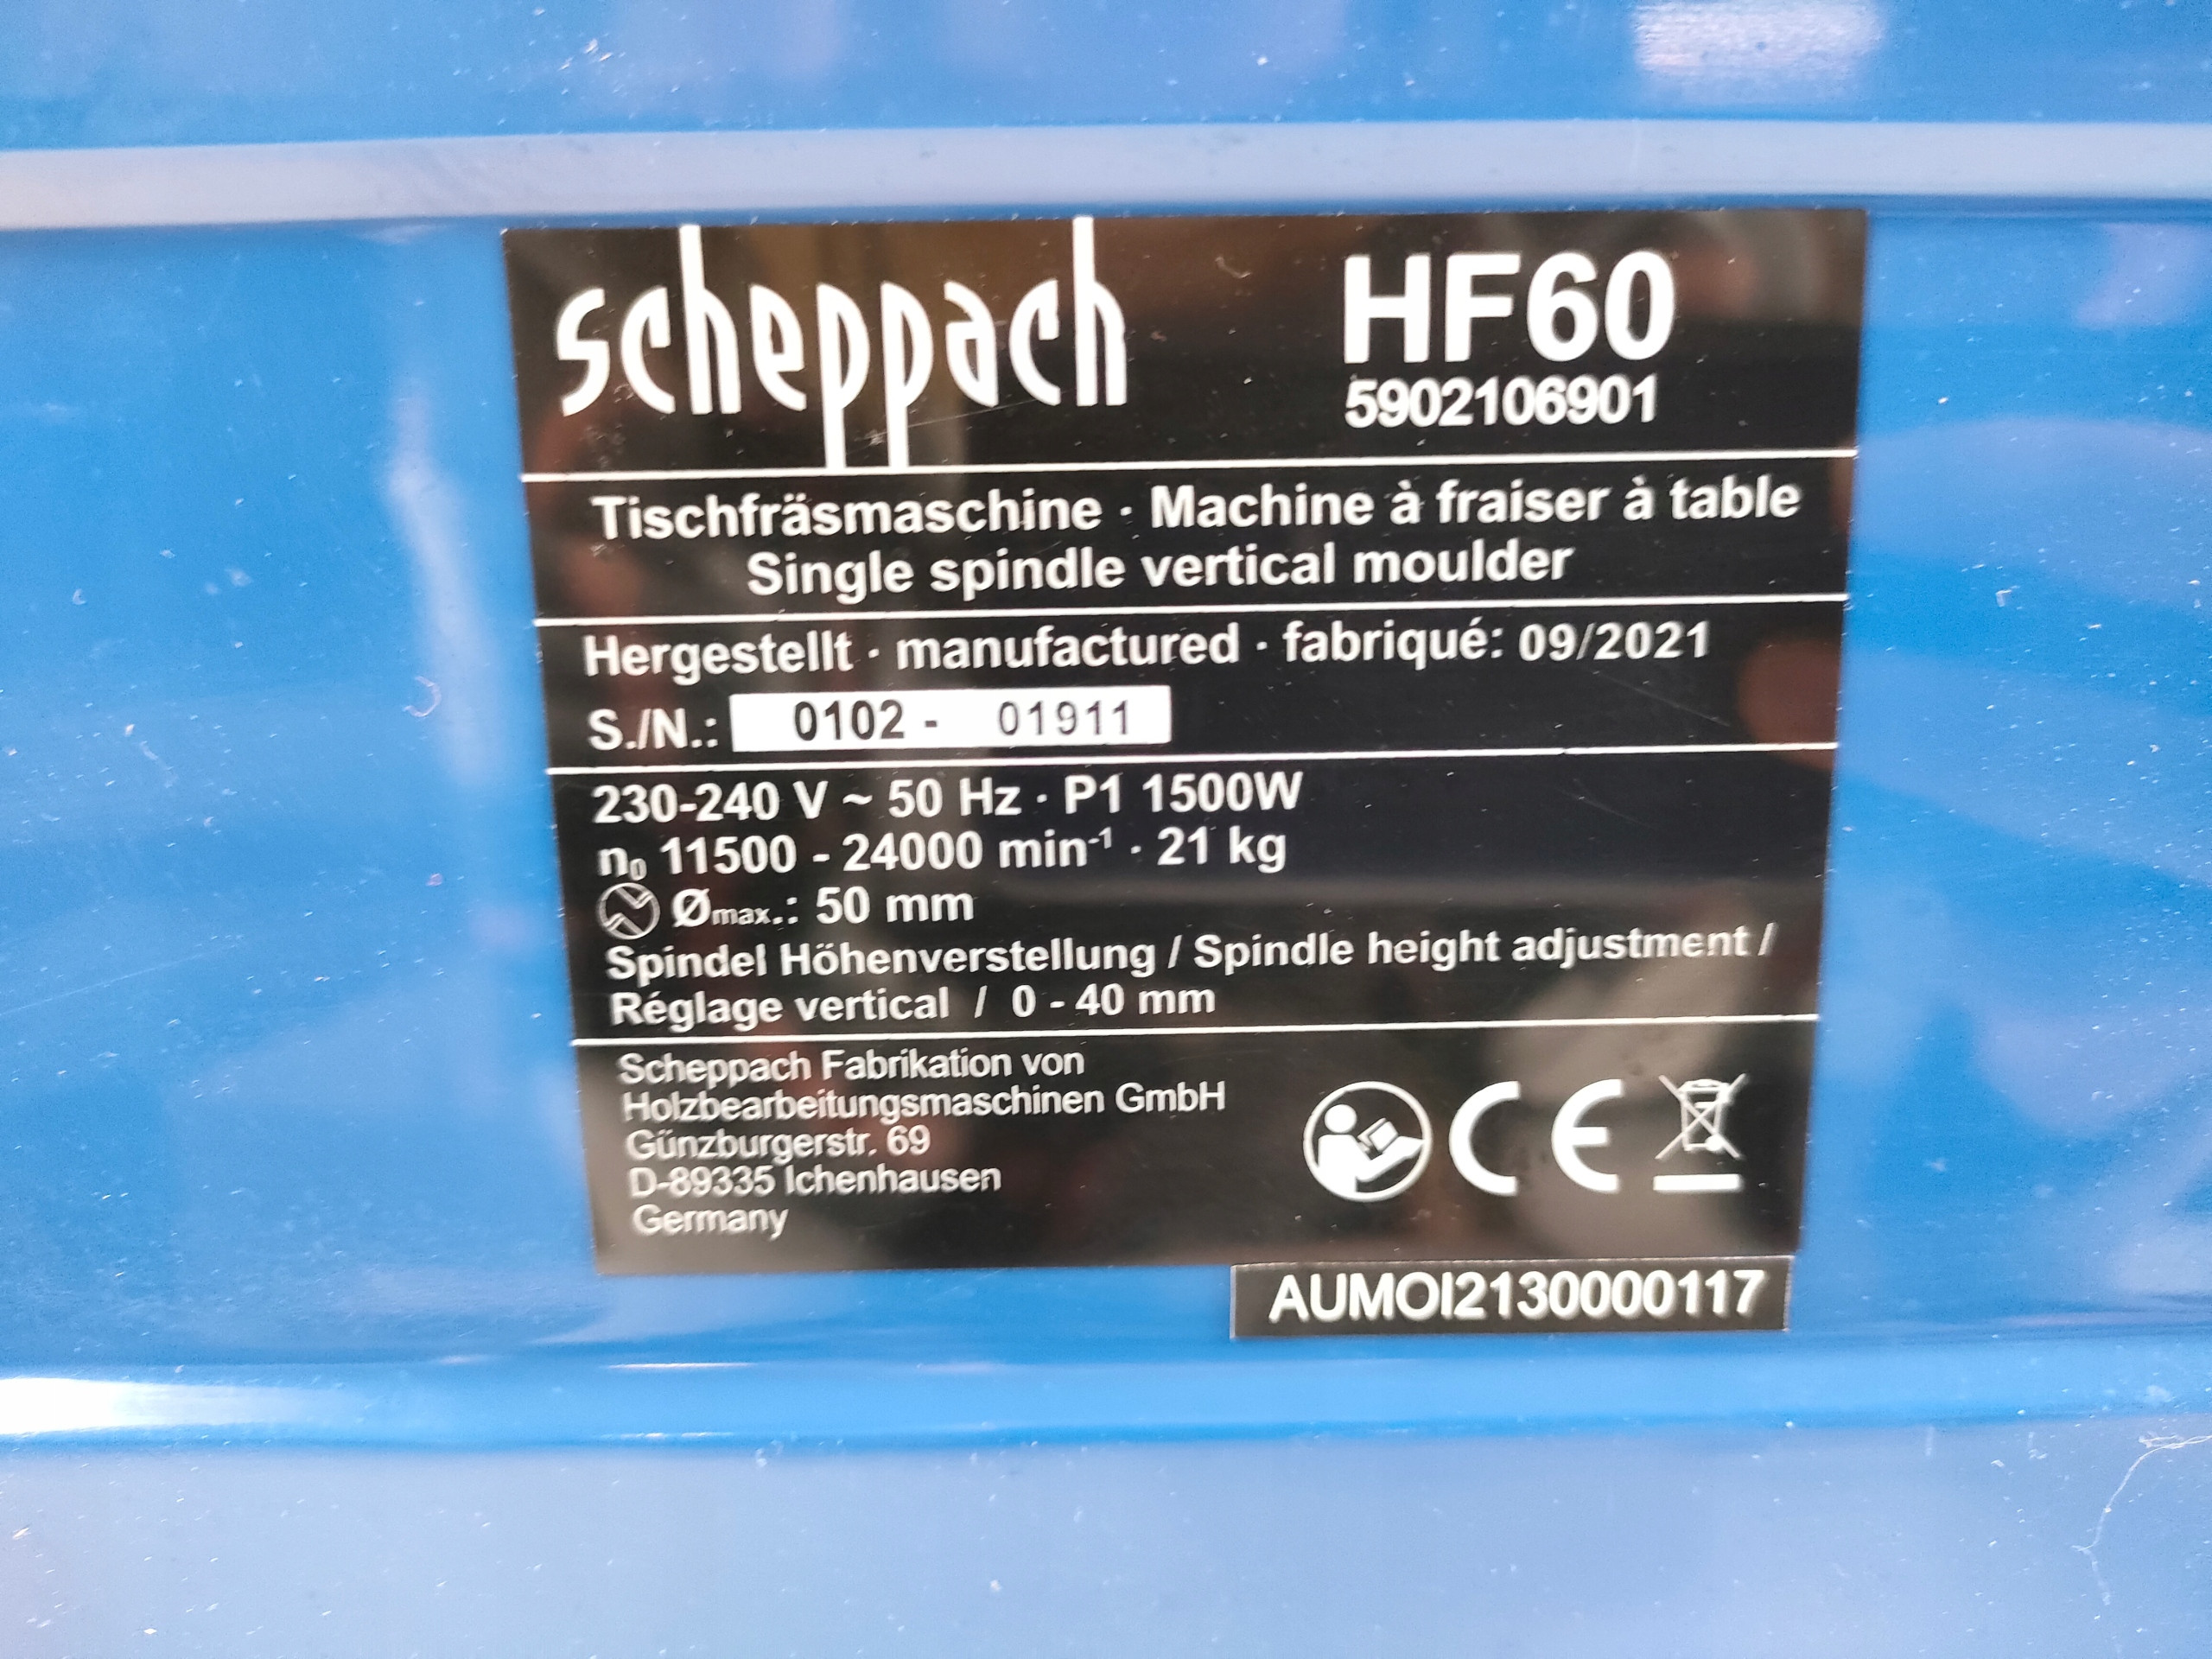 scheppach
HF60
5902106901
Tischfräsmaschine · Machine à fraiser à table
Single spindle vertical moulder
Hergestellt · manufactured · fabriqué: 09/2021
S./N.: 0102 - 01911
230-240 V ~ 50 Hz · P1 1500W
n₀ 11500 - 24000 min⁻¹ · 21 kg
Ømax.: 50 mm
Spindel Höhenverstellung / Spindle height adjustment /
Réglage vertical / 0 - 40 mm
Scheppach Fabrikation von
Holzbearbeitungsmaschinen GmbH
Günzburgerstr. 69
D-89335 Ichenhausen
Germany
CE
AUMOI2130000117